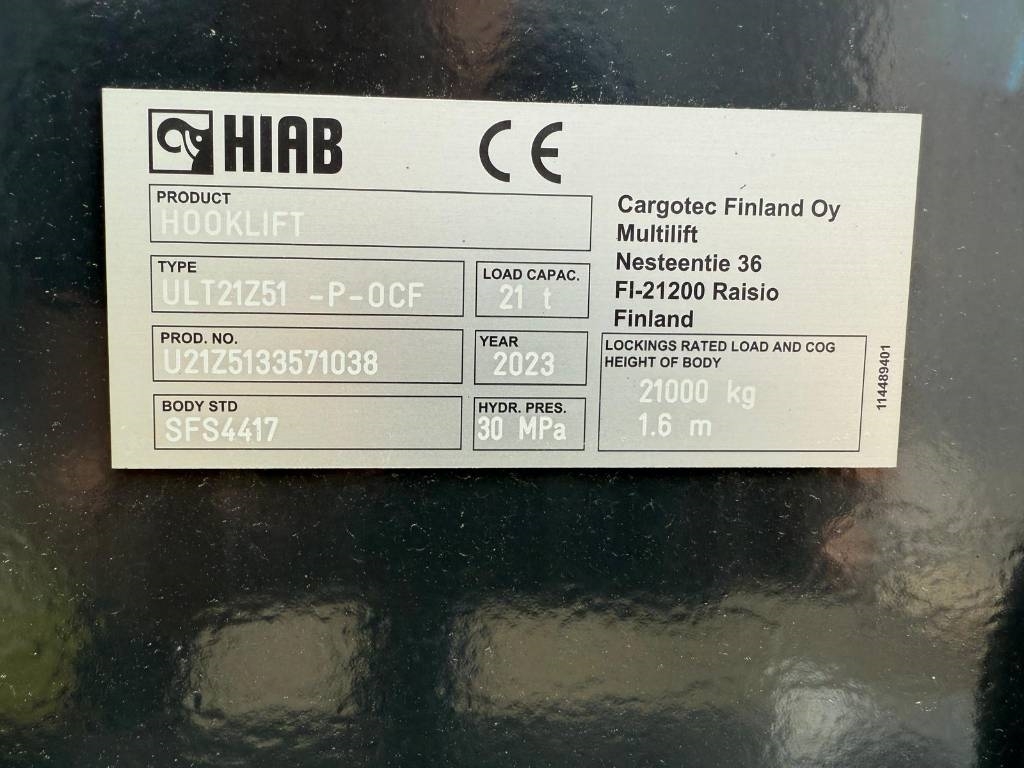 HIAB
CE
PRODUCT
HOOKLIFT
TYPE
ULT21Z51 -P-OCF
LOAD CAPAC.
21 t
PROD. NO.
U21Z5133571038
YEAR
2023
BODY STD
SFS4417
HYDR. PRES.
30 MPa
Cargotec Finland Oy
Multilift
Nesteentie 36
FI-21200 Raisio
Finland
LOCKINGS RATED LOAD AND COG
HEIGHT OF BODY
21000 kg
1.6 m
114489401